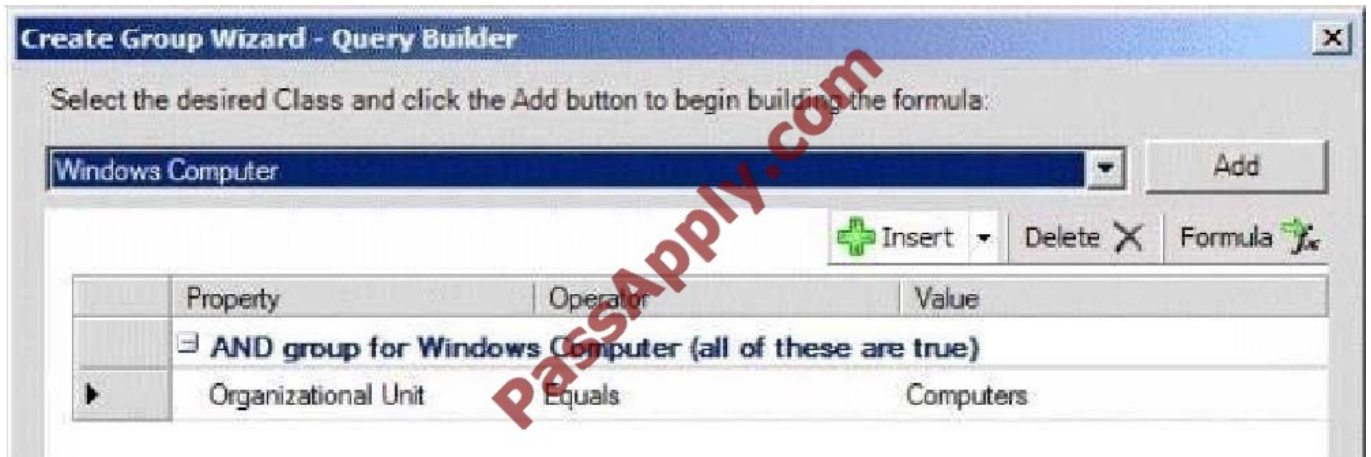 Create Group Wizard - Query Builder
Select the desired Class and click the Add button to begin building the formula:
Windows Computer
Add
Insert
Delete
Formula
Property Operator Value
AND group for Windows Computer (all of these are true)
Organizational Unit Equals Computers
PassApply.com